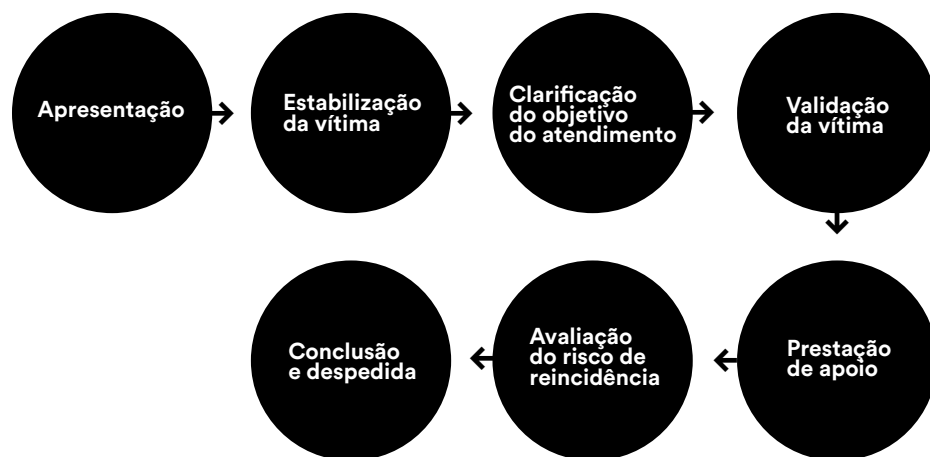 Apresentação
Estabilização
da vítima
Clarificação
do objetivo
do atendimento
Validação
da vítima
Prestação
de apoio
Avaliação
do risco de
reincidência
Conclusão
e despedida